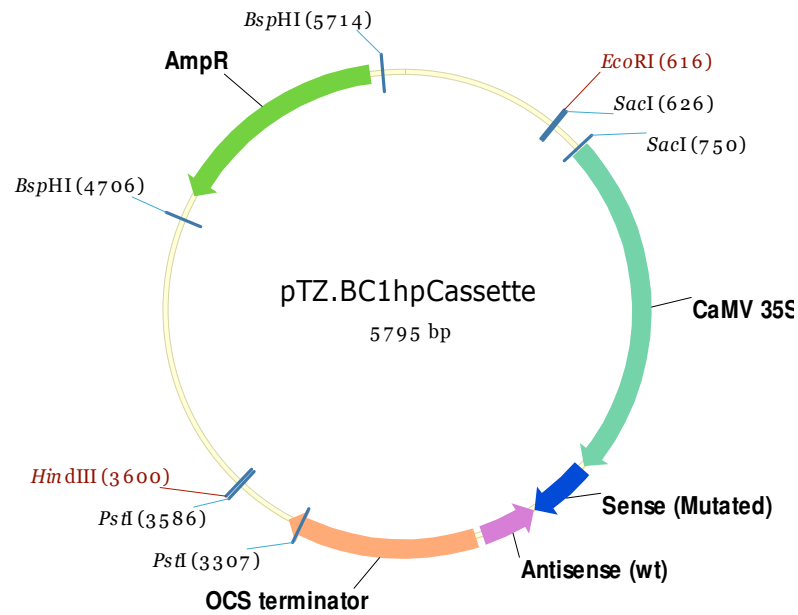 BspHI (5714)
AmpR
EcoRI (616)
SacI (626)
SacI (750)
BspHI (4706)
pTZ.BC1hpCassette
5795 bp
CaMV 35S
HindIII (3600)
PstI (3586)
Sense (Mutated)
PstI (3307)
Antisense (wt)
OCS terminator